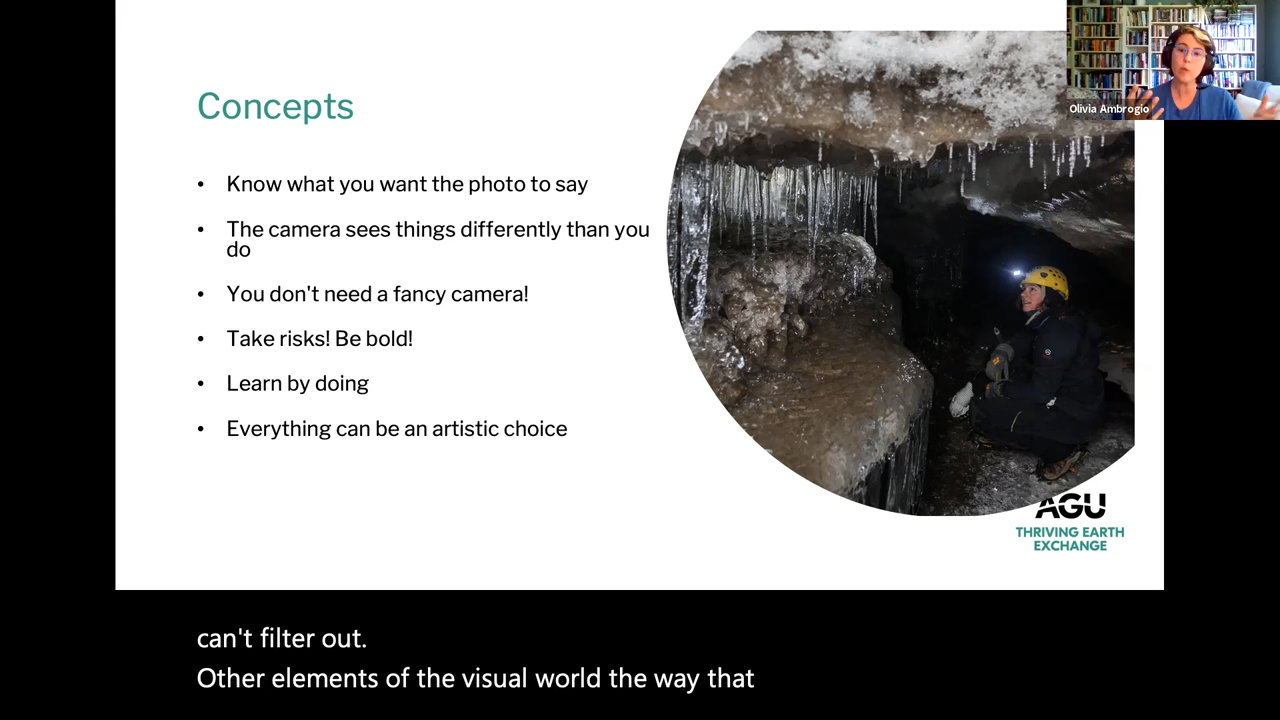 Olivia Ambrogio
Concepts
• Know what you want the photo to say
• The camera sees things differently than you
do
• You don't need a fancy camera!
• Take risks! Be bold!
• Learn by doing
• Everything can be an artistic choice
AGU
THRIVING EARTH
EXCHANGE
can't filter out.
Other elements of the visual world the way that